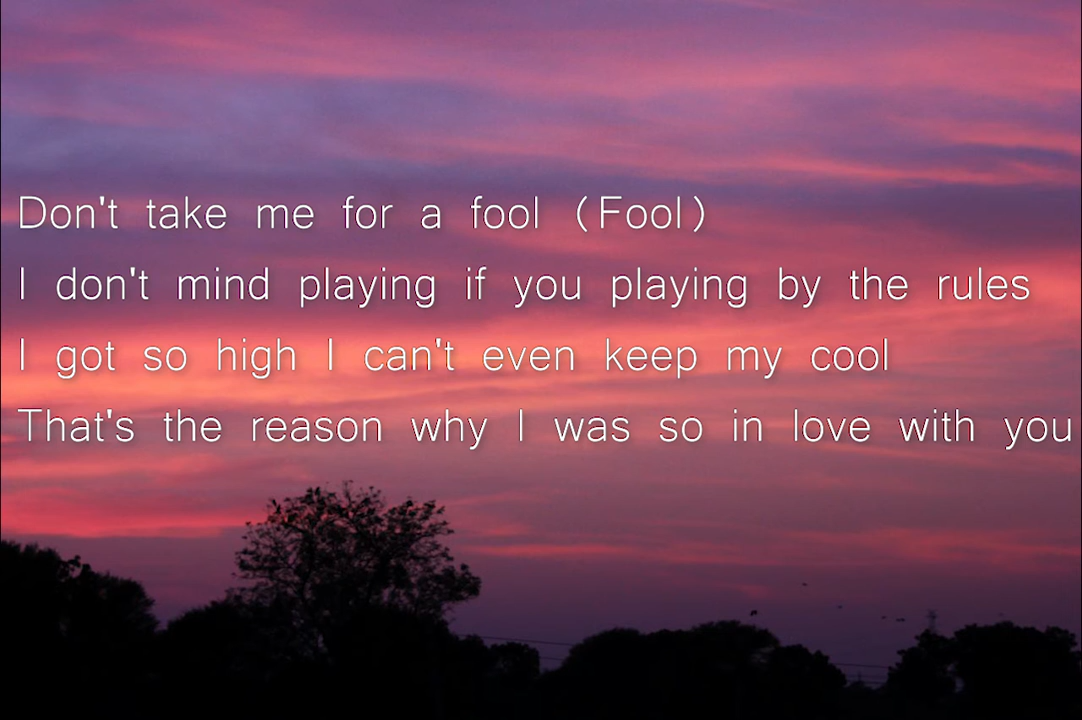 Don't take me for a fool (Fool)
I don't mind playing if you playing by the rules
I got so high I can't even keep my cool
That's the reason why I was so in love with you